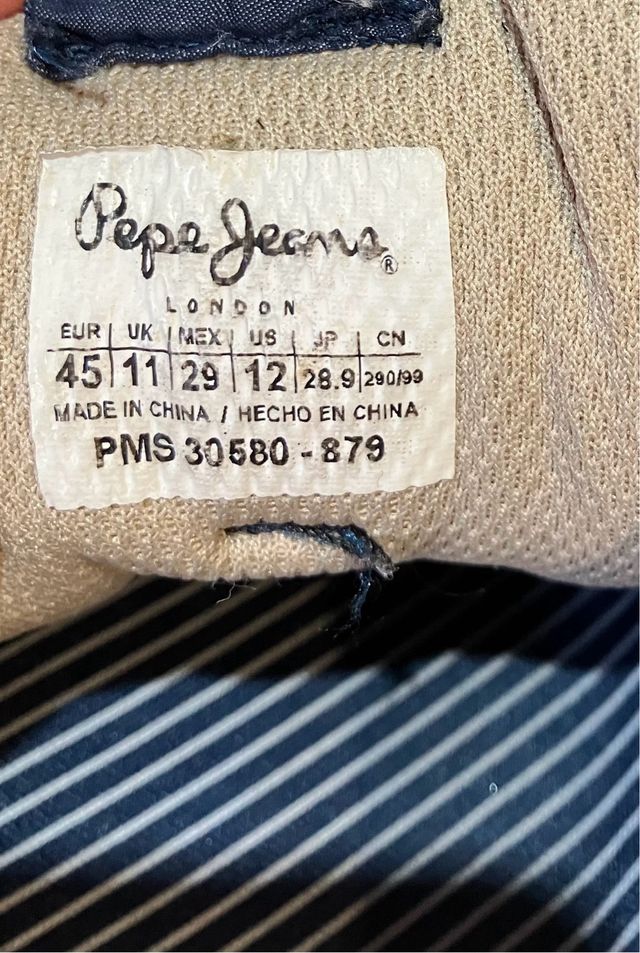 Pepe Jeans®
LONDON
EUR | UK | MEX | US | JP | CN
45 | 11 | 29 | 12 | 28.9 | 290/99
MADE IN CHINA / HECHO EN CHINA
PMS 30580 - 879